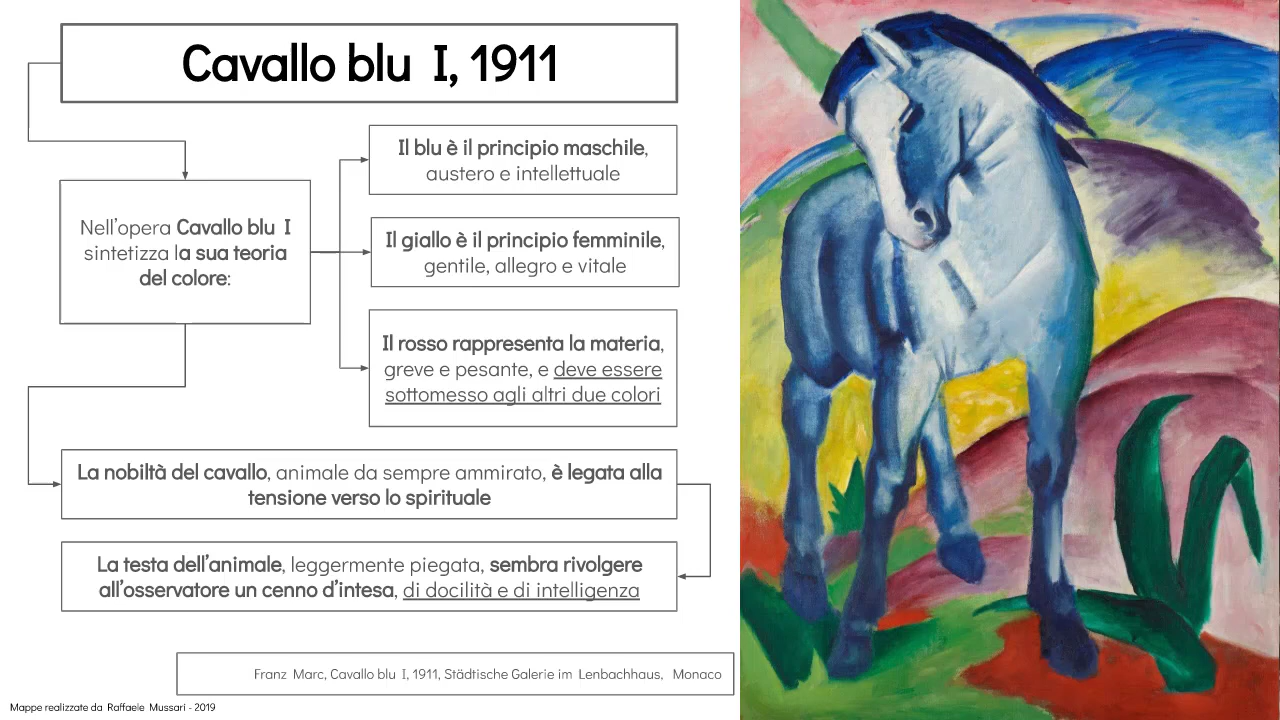 Cavallo blu I, 1911
Nell'opera Cavallo blu I
sintetizza la sua teoria
del colore:
Il blu è il principio maschile,
austero e intellettuale
Il giallo è il principio femminile,
gentile, allegro e vitale
Il rosso rappresenta la materia,
greve e pesante, e deve essere
sottomesso agli altri due colori
La nobiltà del cavallo, animale da sempre ammirato, è legata alla
tensione verso lo spirituale
La testa dell'animale, leggermente piegata, sembra rivolgere
all'osservatore un cenno d'intesa, di docilità e di intelligenza
Franz Marc, Cavallo blu I, 1911, Städtische Galerie im Lenbachhaus, Monaco
Mappe realizzate da Raffaele Mussari - 2019